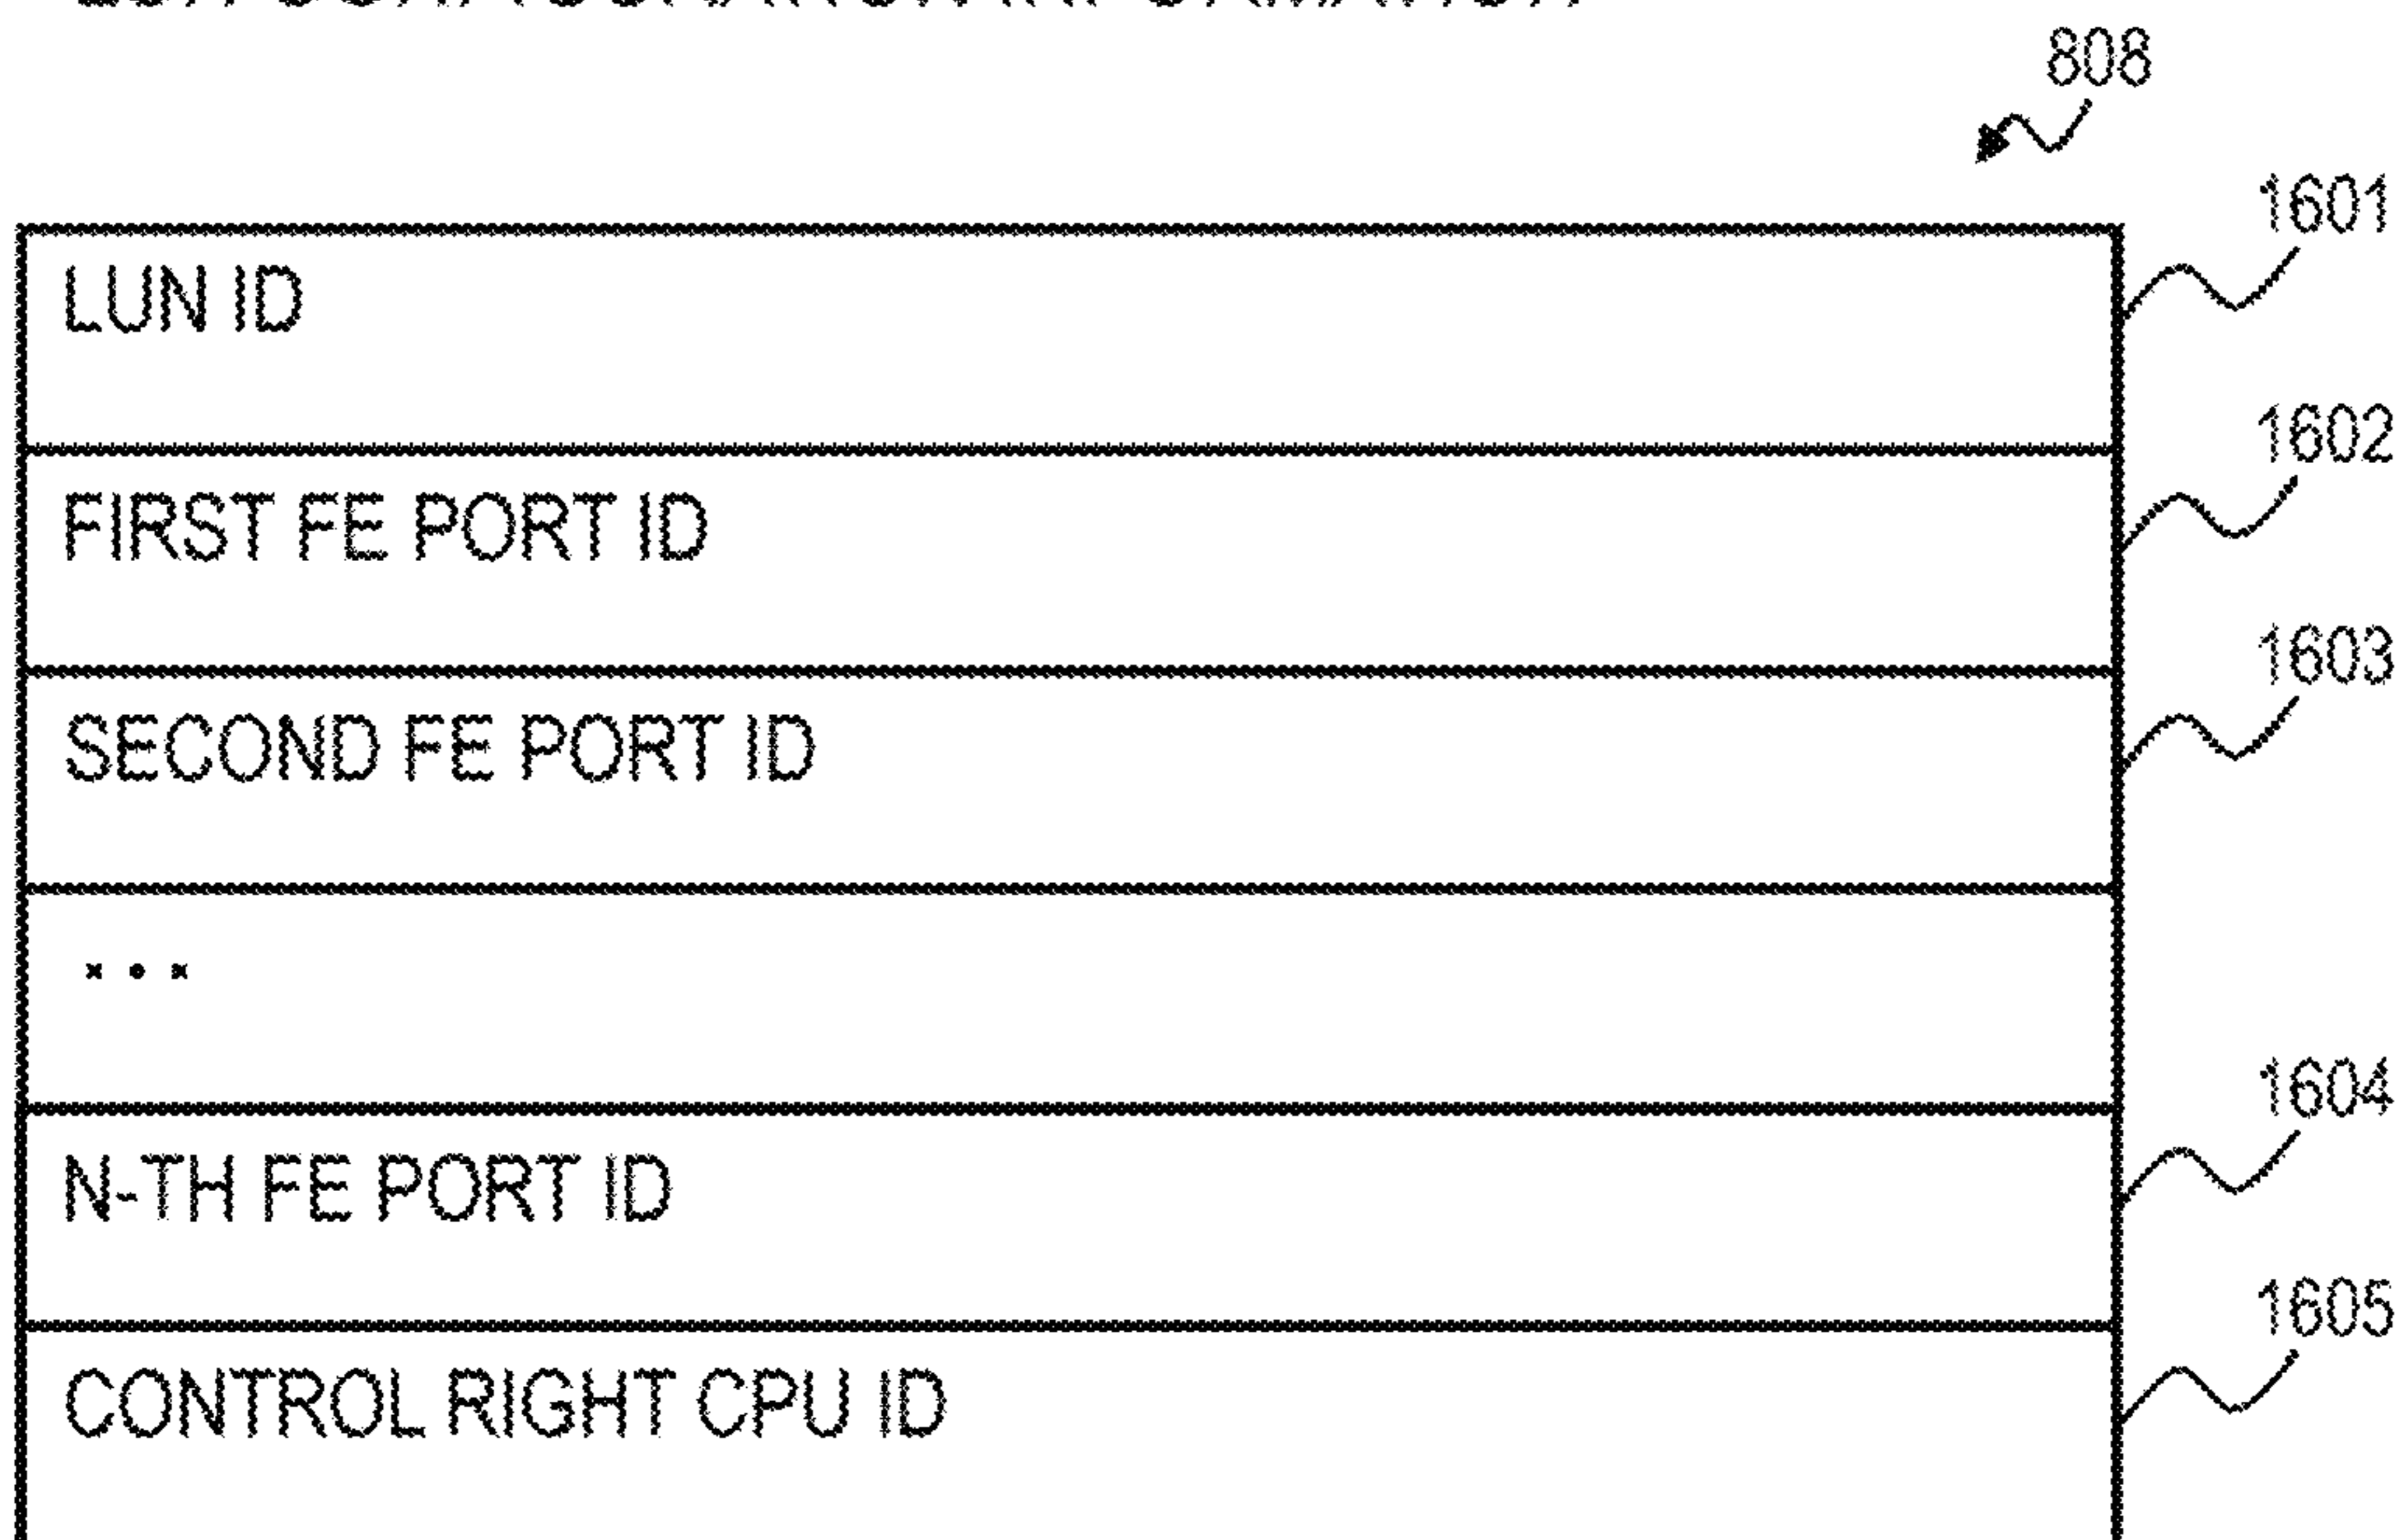 808
1601
LUN ID
1602
FIRST FE PORT ID
1603
SECOND FE PORT ID
...
1604
N-TH FE PORT ID
1605
CONTROL RIGHT CPU ID